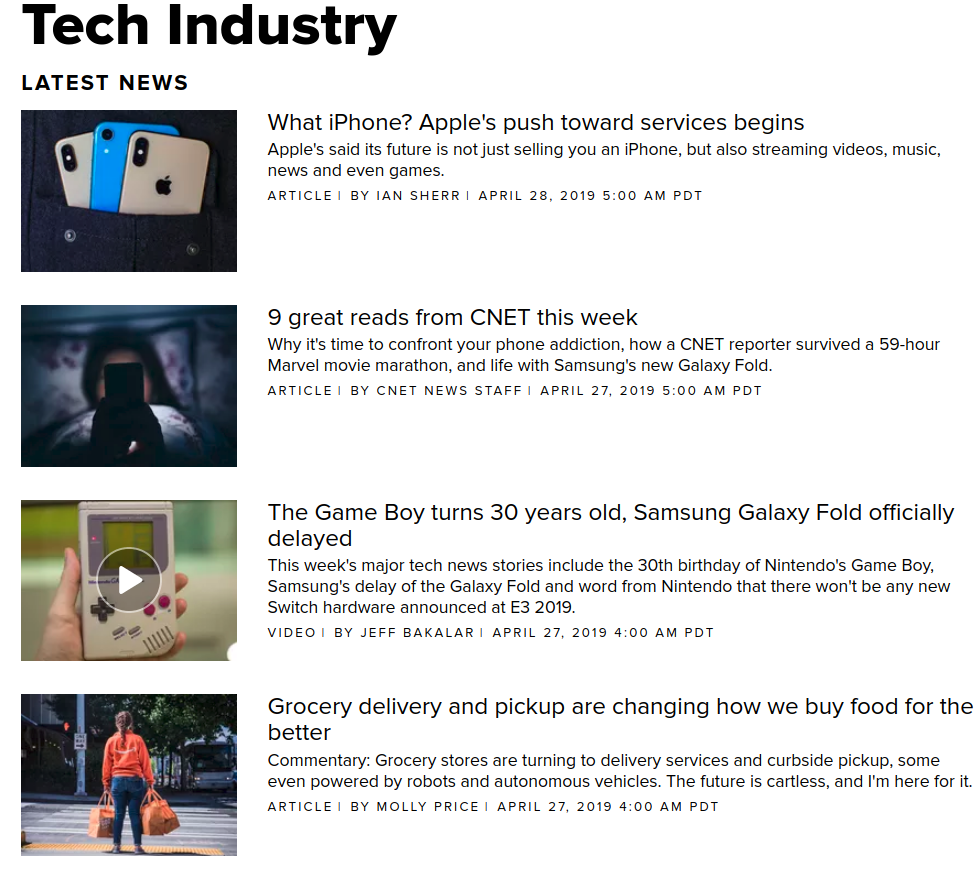 Tech Industry
LATEST NEWS
What iPhone? Apple's push toward services begins
Apple's said its future is not just selling you an iPhone, but also streaming videos, music,
news and even games.
ARTICLE | BY IAN SHERR | APRIL 28, 2019 5:00 AM PDT
9 great reads from CNET this week
Why it's time to confront your phone addiction, how a CNET reporter survived a 59-hour
Marvel movie marathon, and life with Samsung's new Galaxy Fold.
ARTICLE | BY CNET NEWS STAFF | APRIL 27, 2019 5:00 AM PDT
The Game Boy turns 30 years old, Samsung Galaxy Fold officially
delayed
This week's major tech news stories include the 30th birthday of Nintendo's Game Boy,
Samsung's delay of the Galaxy Fold and word from Nintendo that there won't be any new
Switch hardware announced at E3 2019.
VIDEO | BY JEFF BAKALAR | APRIL 27, 2019 4:00 AM PDT
Grocery delivery and pickup are changing how we buy food for the
better
Commentary: Grocery stores are turning to delivery services and curbside pickup, some
even powered by robots and autonomous vehicles. The future is cartless, and I'm here for it.
ARTICLE | BY MOLLY PRICE | APRIL 27, 2019 4:00 AM PDT